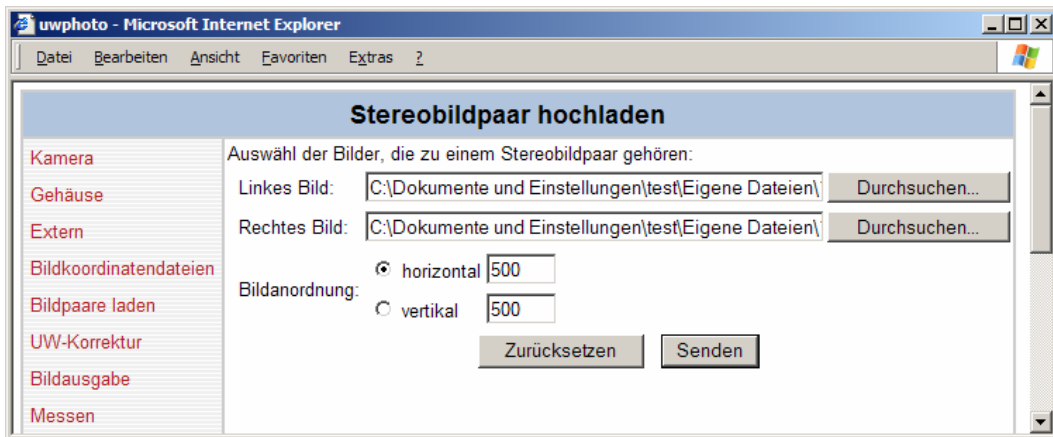 uwphoto - Microsoft Internet Explorer
Datei Bearbeiten Ansicht Favoriten Extras ?
Stereobildpaar hochladen
Kamera
Gehäuse
Extern
Bildkoordinatendateien
Bildpaare laden
UW-Korrektur
Bildausgabe
Messen
Auswähl der Bilder, die zu einem Stereobildpaar gehören:
Linkes Bild: C:\Dokumente und Einstellungen\test\Eigene Dateien\ Durchsuchen...
Rechtes Bild: C:\Dokumente und Einstellungen\test\Eigene Dateien\ Durchsuchen...
Bildanordnung:
horizontal 500
vertikal 500
Zurücksetzen Senden